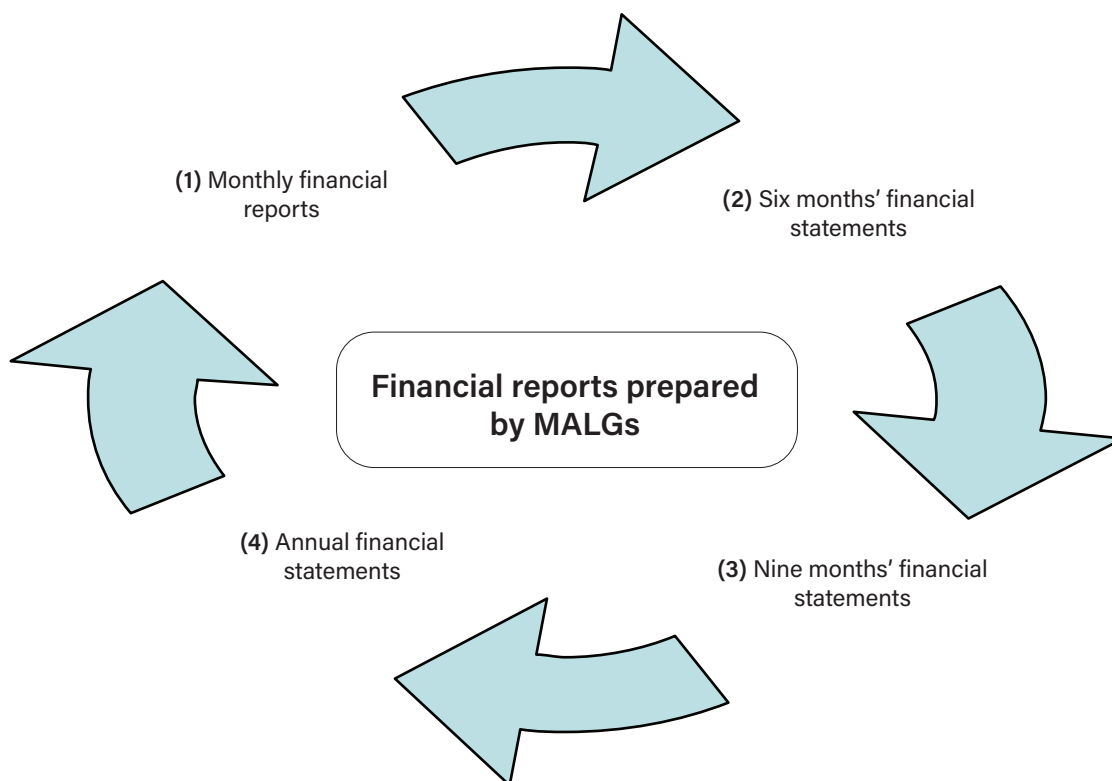 (1) Monthly financial
reports
(2) Six months’ financial
statements
Financial reports prepared
by MALGs
(4) Annual financial
statements
(3) Nine months’ financial
statements